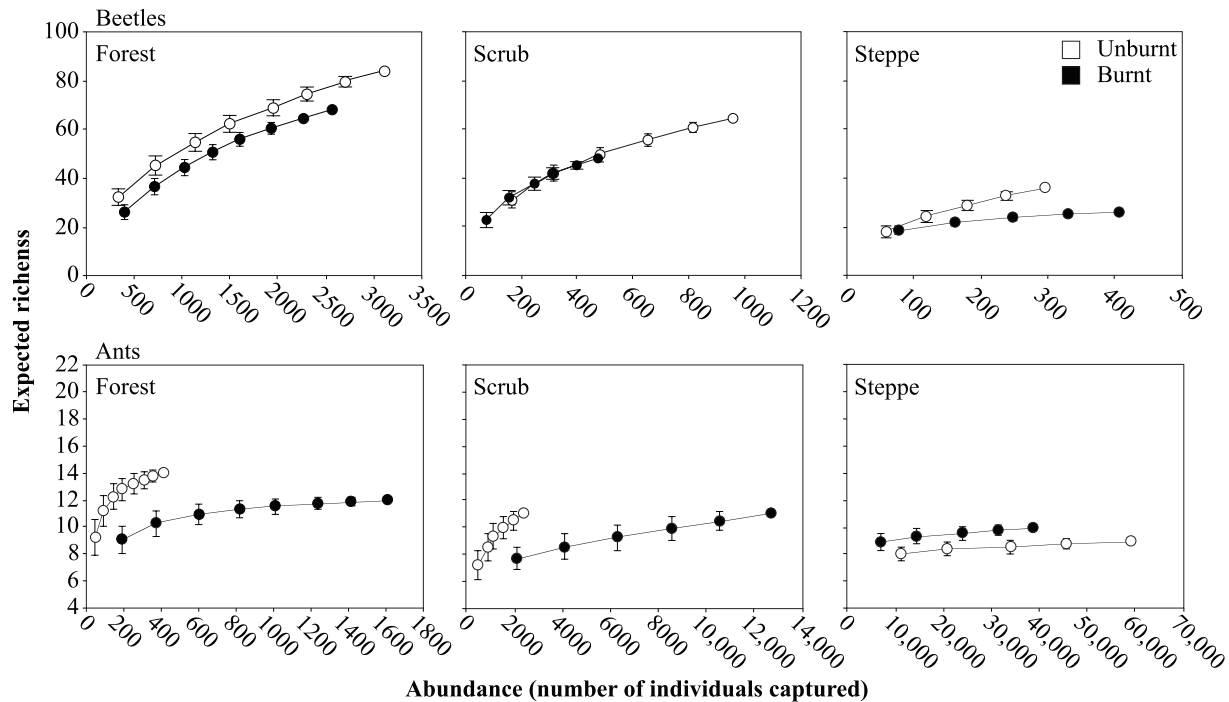 Beetles
Forest
Scrub
Steppe
Unburnt
Burnt
100
80
60
40
20
0
0 500 1000 1500 2000 2500 3000 3500
0 200 400 600 800 1000 1200
0 100 200 300 400 500
Expected richenss
Ants
Forest
Scrub
Steppe
22
20
18
16
14
12
10
8
6
4
0 200 400 600 800 1000 1200 1400 1600 1800
0 2000 4000 6000 8000 10,000 12,000 14,000
0 10,000 20,000 30,000 40,000 50,000 60,000 70,000
Abundance (number of individuals captured)